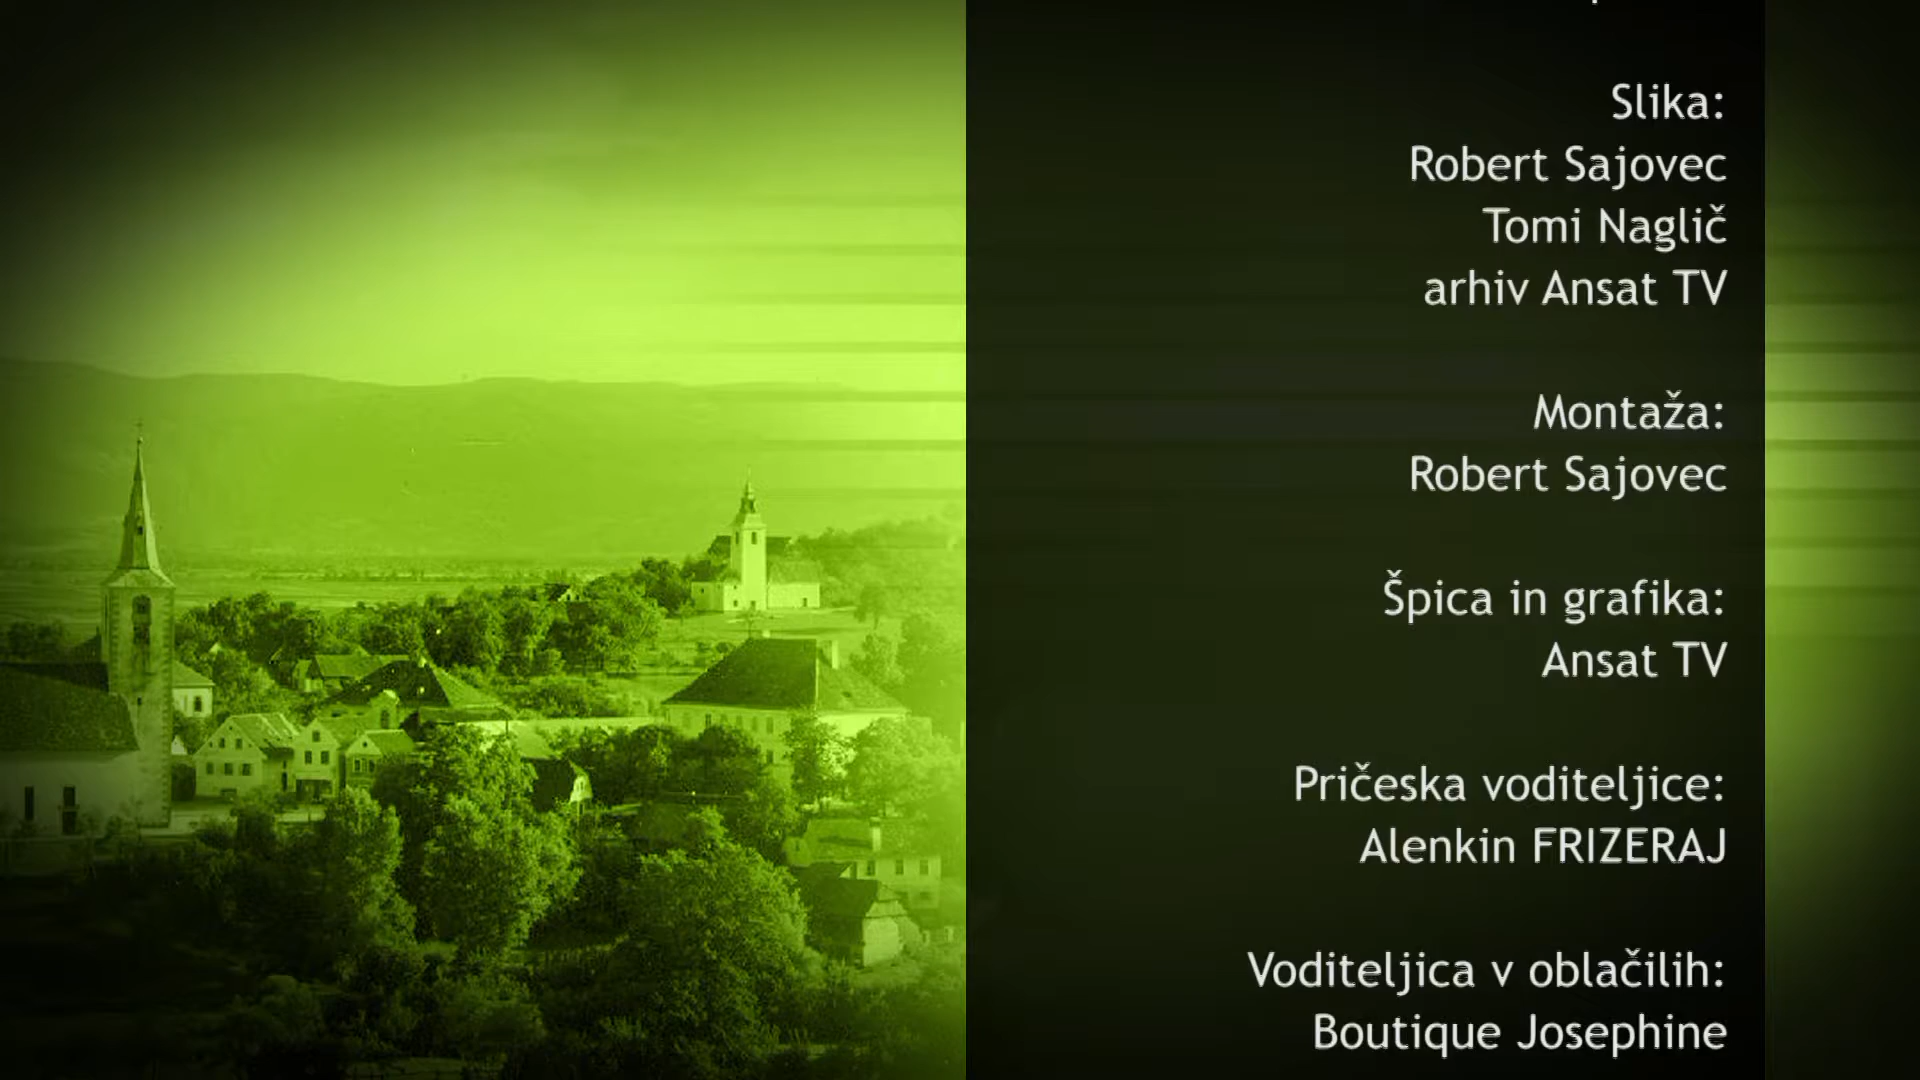 Slika:
Robert Sajovec
Tomi Naglič
arhiv Ansat TV
Montaža:
Robert Sajovec
Špica in grafika:
Ansat TV
Pričeska voditeljice:
Alenkin FRIZERAJ
Voditeljica v oblačilih:
Boutique Josephine